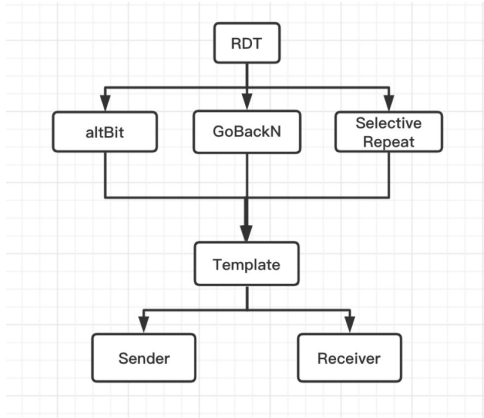 RDT
altBit
GoBackN
Selective
Repeat
Template
Sender
Receiver